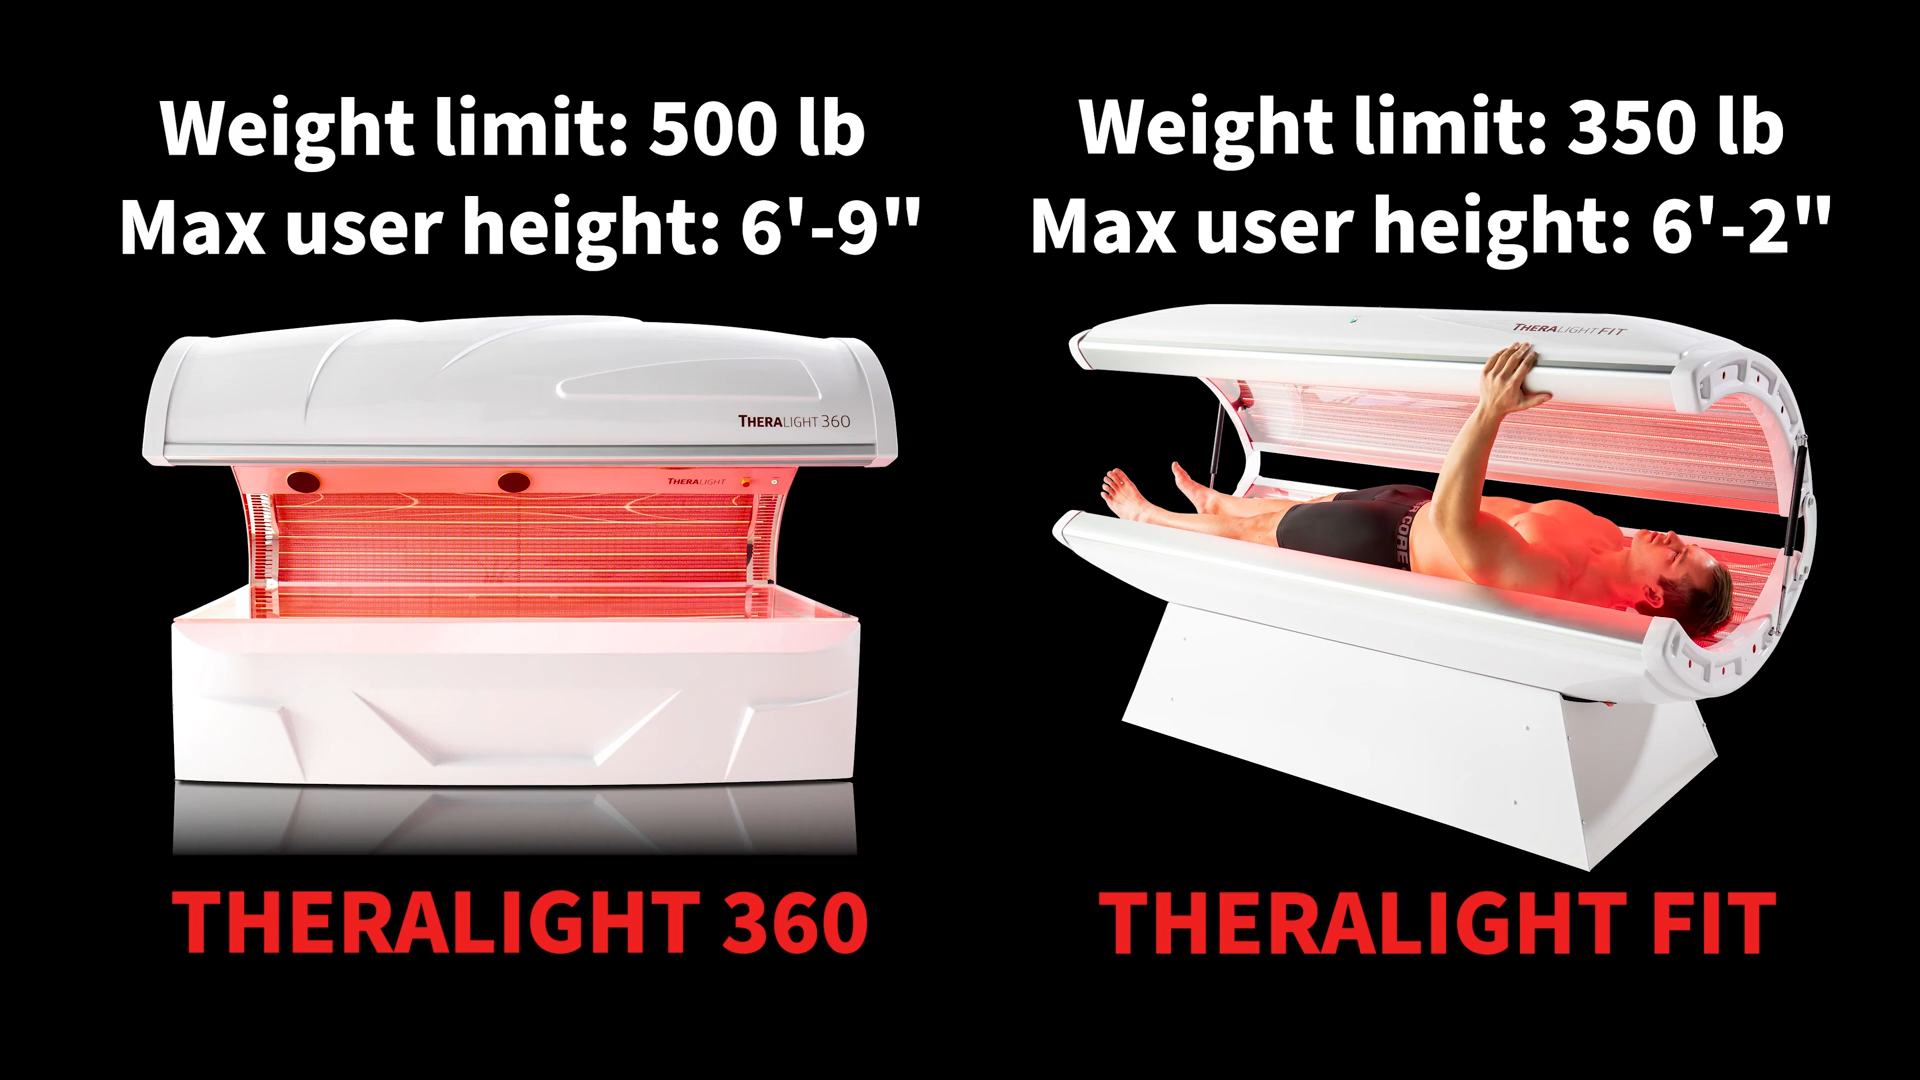 Weight limit: 500 lb
Max user height: 6'-9"
THERALIGHT 360
THERALIGHT
THERALIGHT 360
Weight limit: 350 lb
Max user height: 6'-2"
THERALIGHT FIT
CORE
THERALIGHT FIT